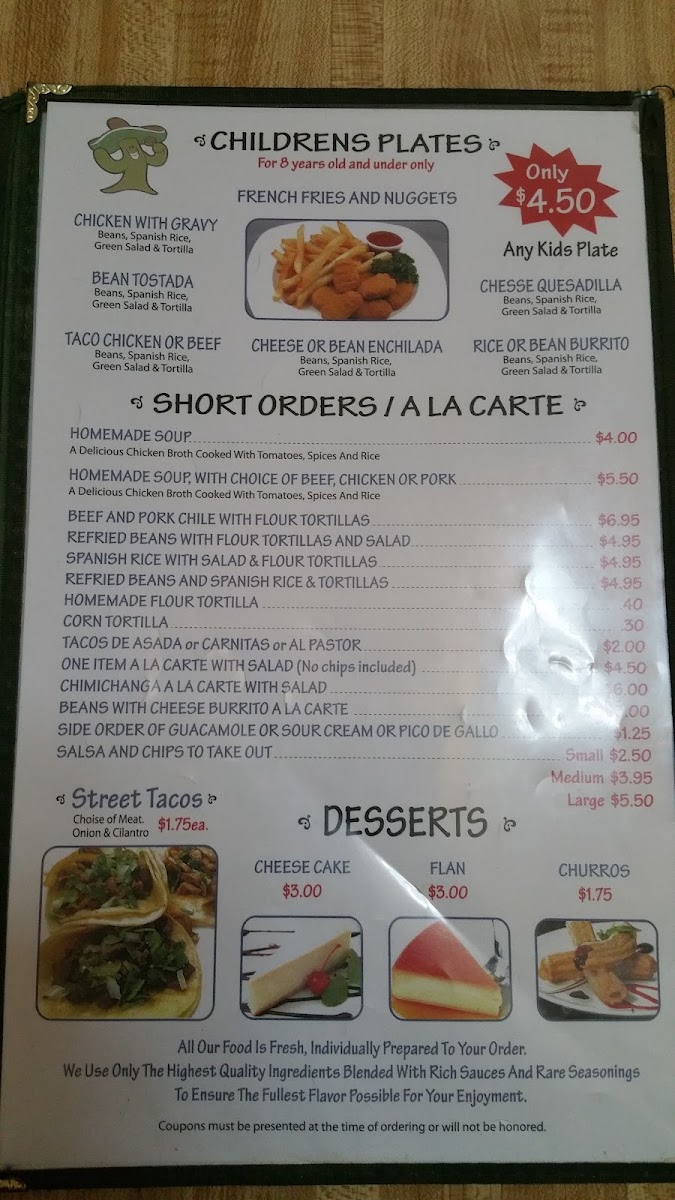 CHILDRENS PLATES
For 8 years old and under only
Only
$4.50
Any Kids Plate
FRENCH FRIES AND NUGGETS
CHICKEN WITH GRAVY
Beans, Spanish Rice,
Green Salad & Tortilla
BEAN TOSTADA
Beans, Spanish Rice,
Green Salad & Tortilla
CHESSE QUESADILLA
Beans, Spanish Rice,
Green Salad & Tortilla
TACO CHICKEN OR BEEF
Beans, Spanish Rice,
Green Salad & Tortilla
CHEESE OR BEAN ENCHILADA
Beans, Spanish Rice,
Green Salad & Tortilla
RICE OR BEAN BURRITO
Beans, Spanish Rice,
Green Salad & Tortilla
SHORT ORDERS / A LA CARTE
HOMEMADE SOUP $4.00
A Delicious Chicken Broth Cooked With Tomatoes, Spices And Rice
HOMEMADE SOUP, WITH CHOICE OF BEEF, CHICKEN OR PORK $5.50
A Delicious Chicken Broth Cooked With Tomatoes, Spices And Rice
BEEF AND PORK CHILE WITH FLOUR TORTILLAS $6.95
REFRIED BEANS WITH FLOUR TORTILLAS AND SALAD $4.95
SPANISH RICE WITH SALAD & FLOUR TORTILLAS $4.95
REFRIED BEANS AND SPANISH RICE & TORTILLAS $4.95
HOMEMADE FLOUR TORTILLA .40
CORN TORTILLA .30
TACOS DE ASADA or CARNITAS or AL PASTOR $2.00
ONE ITEM A LA CARTE WITH SALAD (No chips included) $4.50
CHIMICHANGA A LA CARTE WITH SALAD $6.00
BEANS WITH CHEESE BURRITO A LA CARTE .00
SIDE ORDER OF GUACAMOLE OR SOUR CREAM OR PICO DE GALLO $1.25
SALSA AND CHIPS TO TAKE OUT Small $2.50
Medium $3.95
Large $5.50
Street Tacos
Choise of Meat.
Onion & Cilantro
$1.75ea.
DESSERTS
CHEESE CAKE
$3.00
FLAN
$3.00
CHURROS
$1.75
All Our Food Is Fresh, Individually Prepared To Your Order.
We Use Only The Highest Quality Ingredients Blended With Rich Sauces And Rare Seasonings
To Ensure The Fullest Flavor Possible For Your Enjoyment.
Coupons must be presented at the time of ordering or will not be honored.